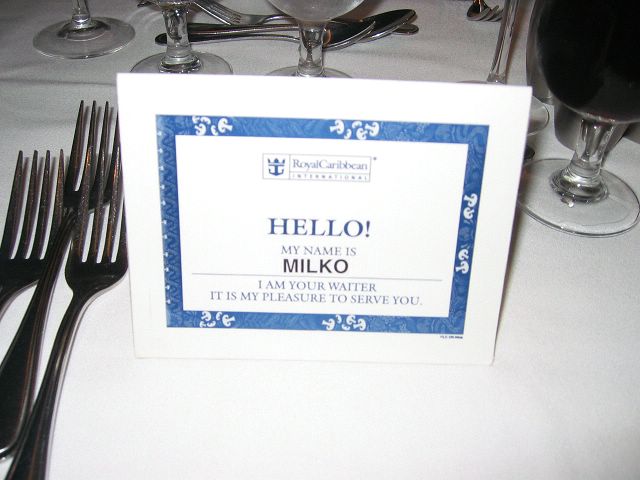 RoyalCaribbean
INTERNATIONAL
HELLO!
MY NAME IS
MILKO
I AM YOUR WAITER
IT IS MY PLEASURE TO SERVE YOU.